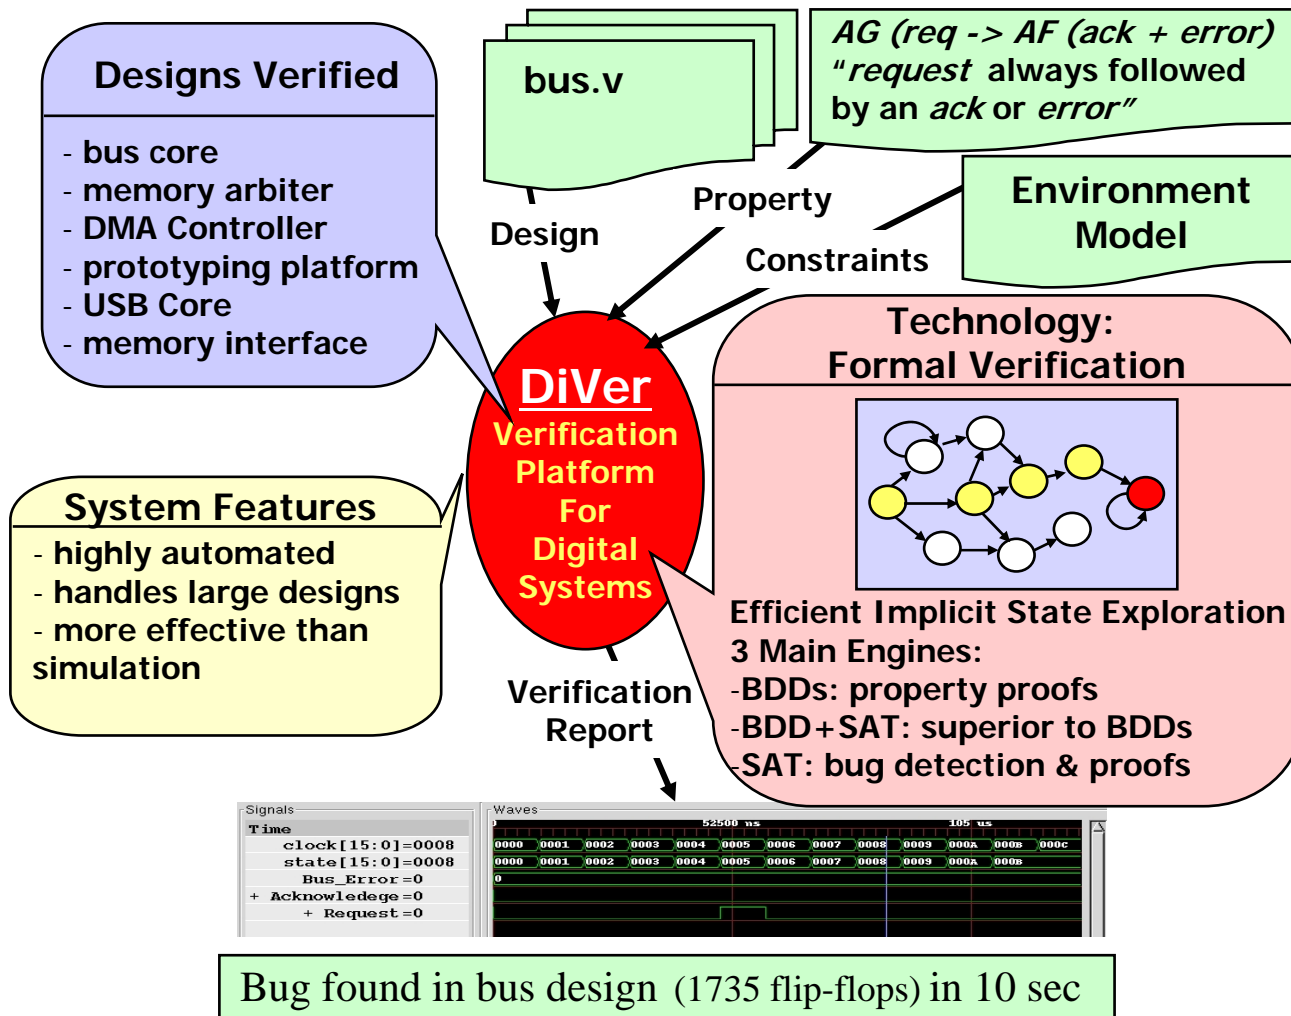 Designs Verified
- bus core
- memory arbiter
- DMA Controller
- prototyping platform
- USB Core
- memory interface
bus.v
AG (req -> AF (ack + error)
“request always followed
by an ack or error”
Environment
Model
Design
Property
Constraints
DiVer
Verification
Platform
For
Digital
Systems
System Features
- highly automated
- handles large designs
- more effective than
simulation
Technology:
Formal Verification
Efficient Implicit State Exploration
3 Main Engines:
-BDDs: property proofs
-BDD+SAT: superior to BDDs
-SAT: bug detection & proofs
Verification
Report
Signals
Waves
Time
52500 ns
105 us
clock[15:0]=0008
0000 0001 0002 0003 0004 0005 0006 0007 0008 0009 000A 000B 000C
state[15:0]=0008
0000 0001 0002 0003 0004 0005 0006 0007 0008 0009 000A 000B
Bus_Error=0
0
+ Acknowledege=0
+ Request=0
Bug found in bus design (1735 flip-flops) in 10 sec